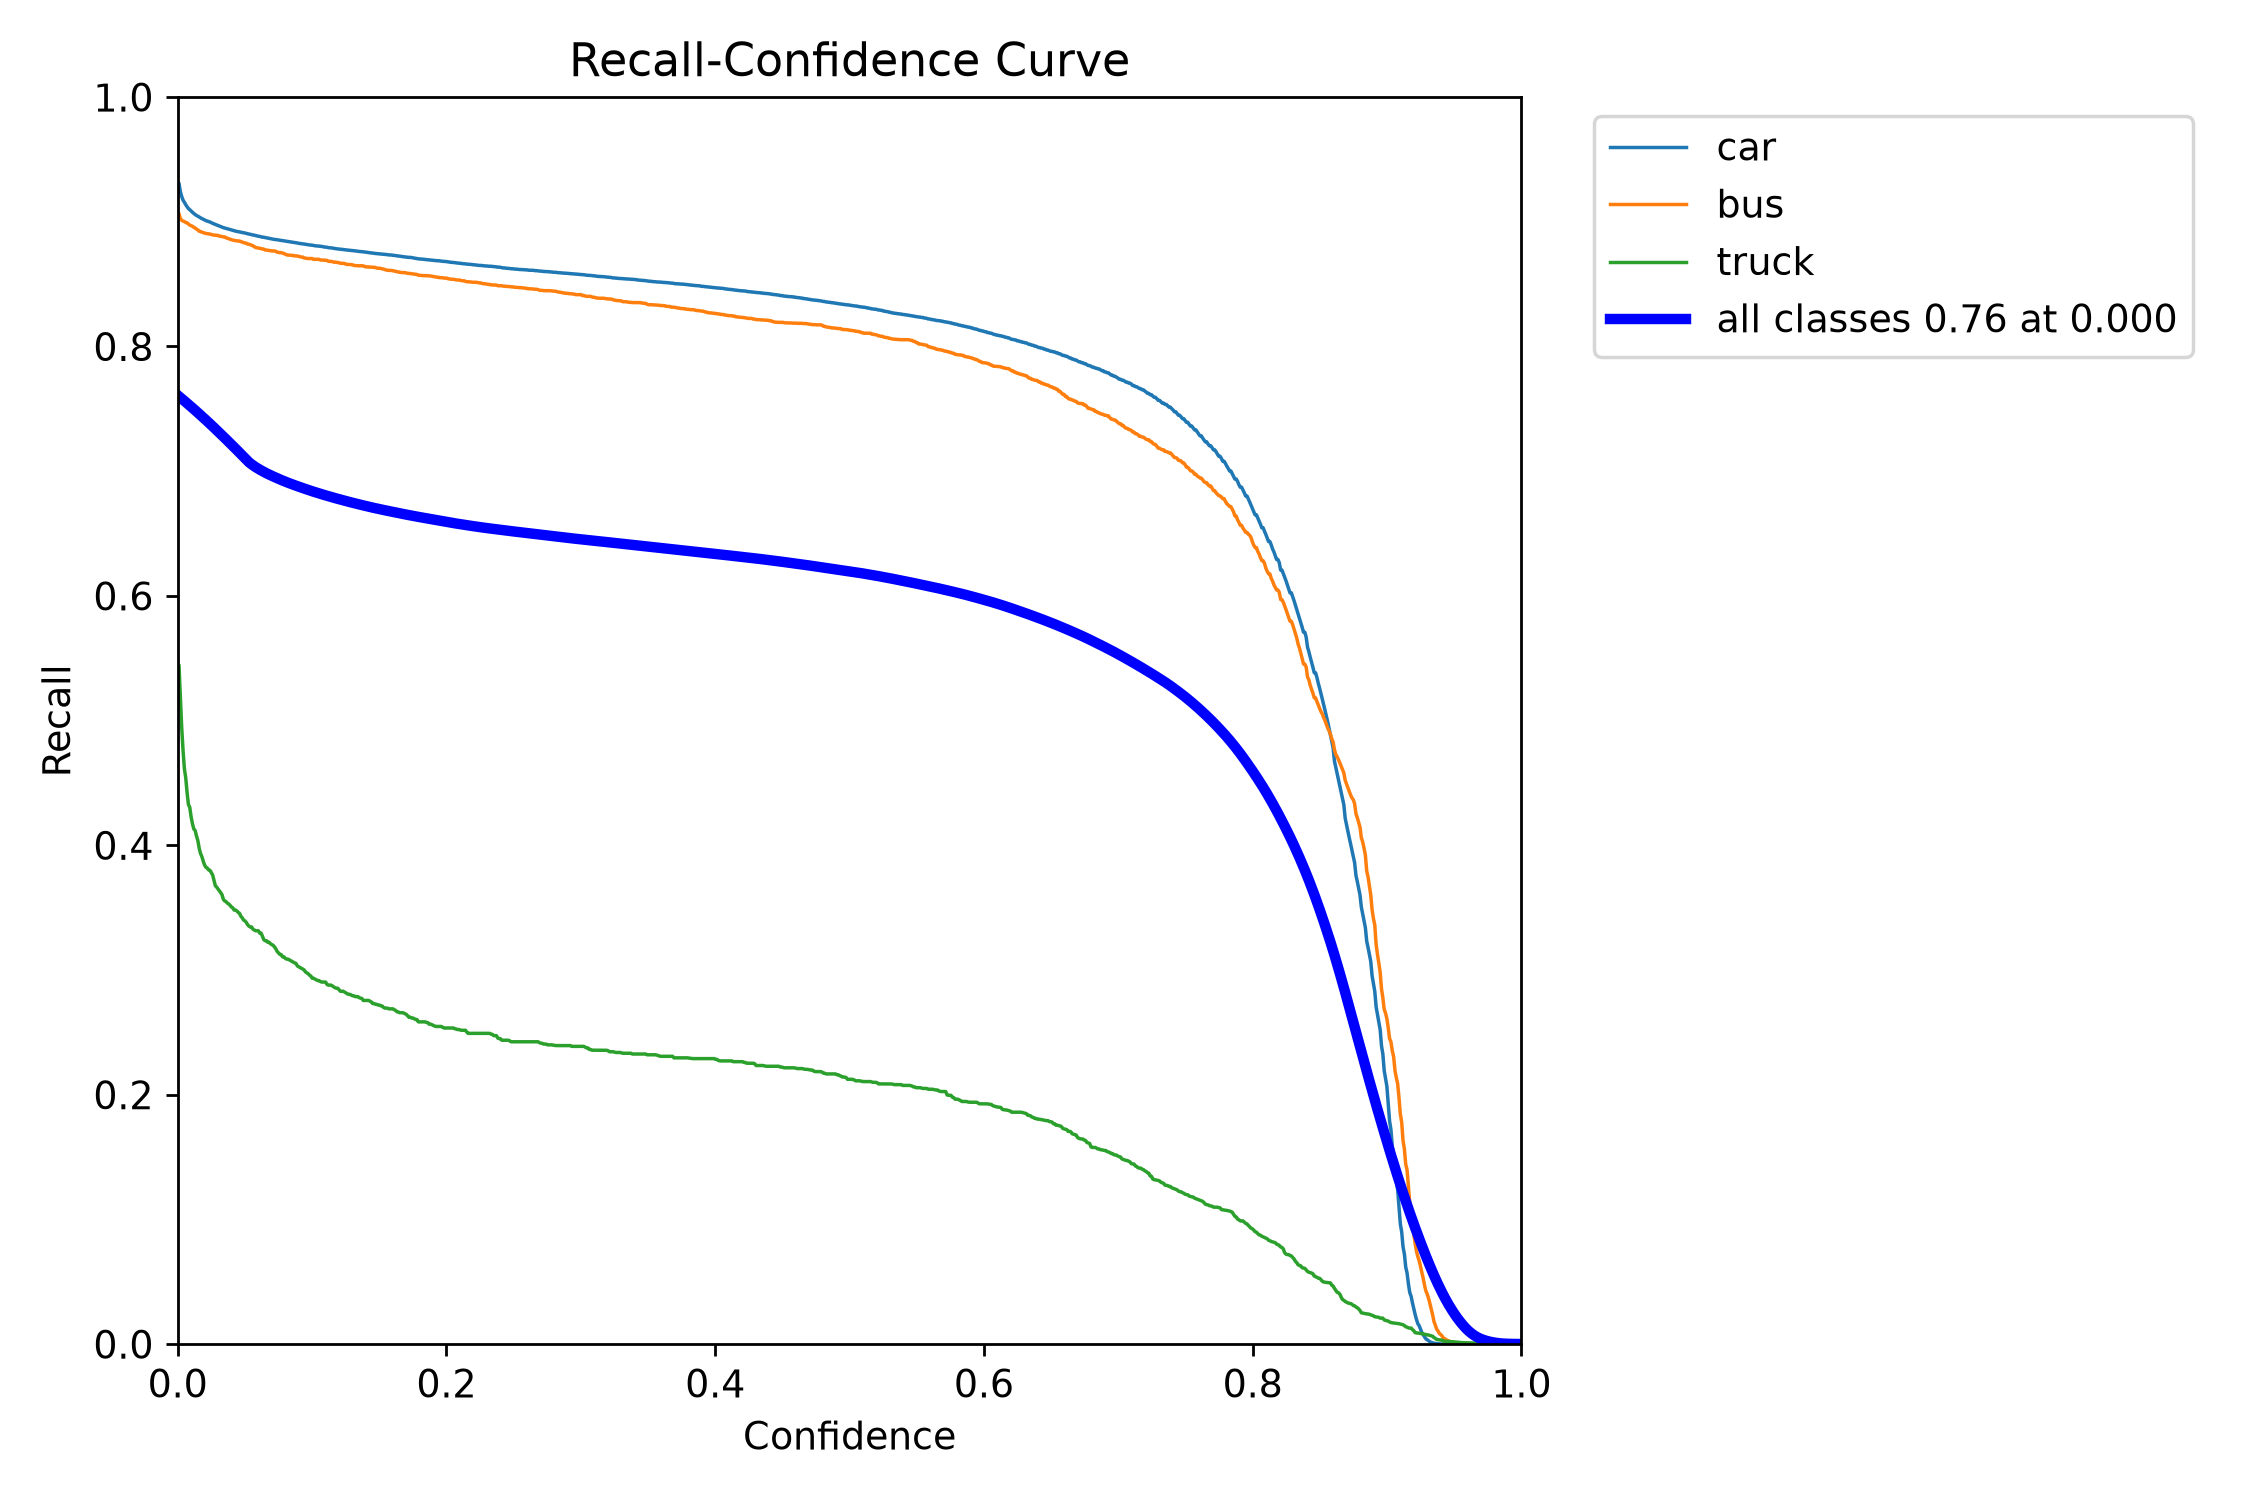 Recall-Confidence Curve
1.0
0.8
0.6
0.4
0.2
0.0
Recall
0.0 0.2 0.4 0.6 0.8 1.0
Confidence
car
bus
truck
all classes 0.76 at 0.000